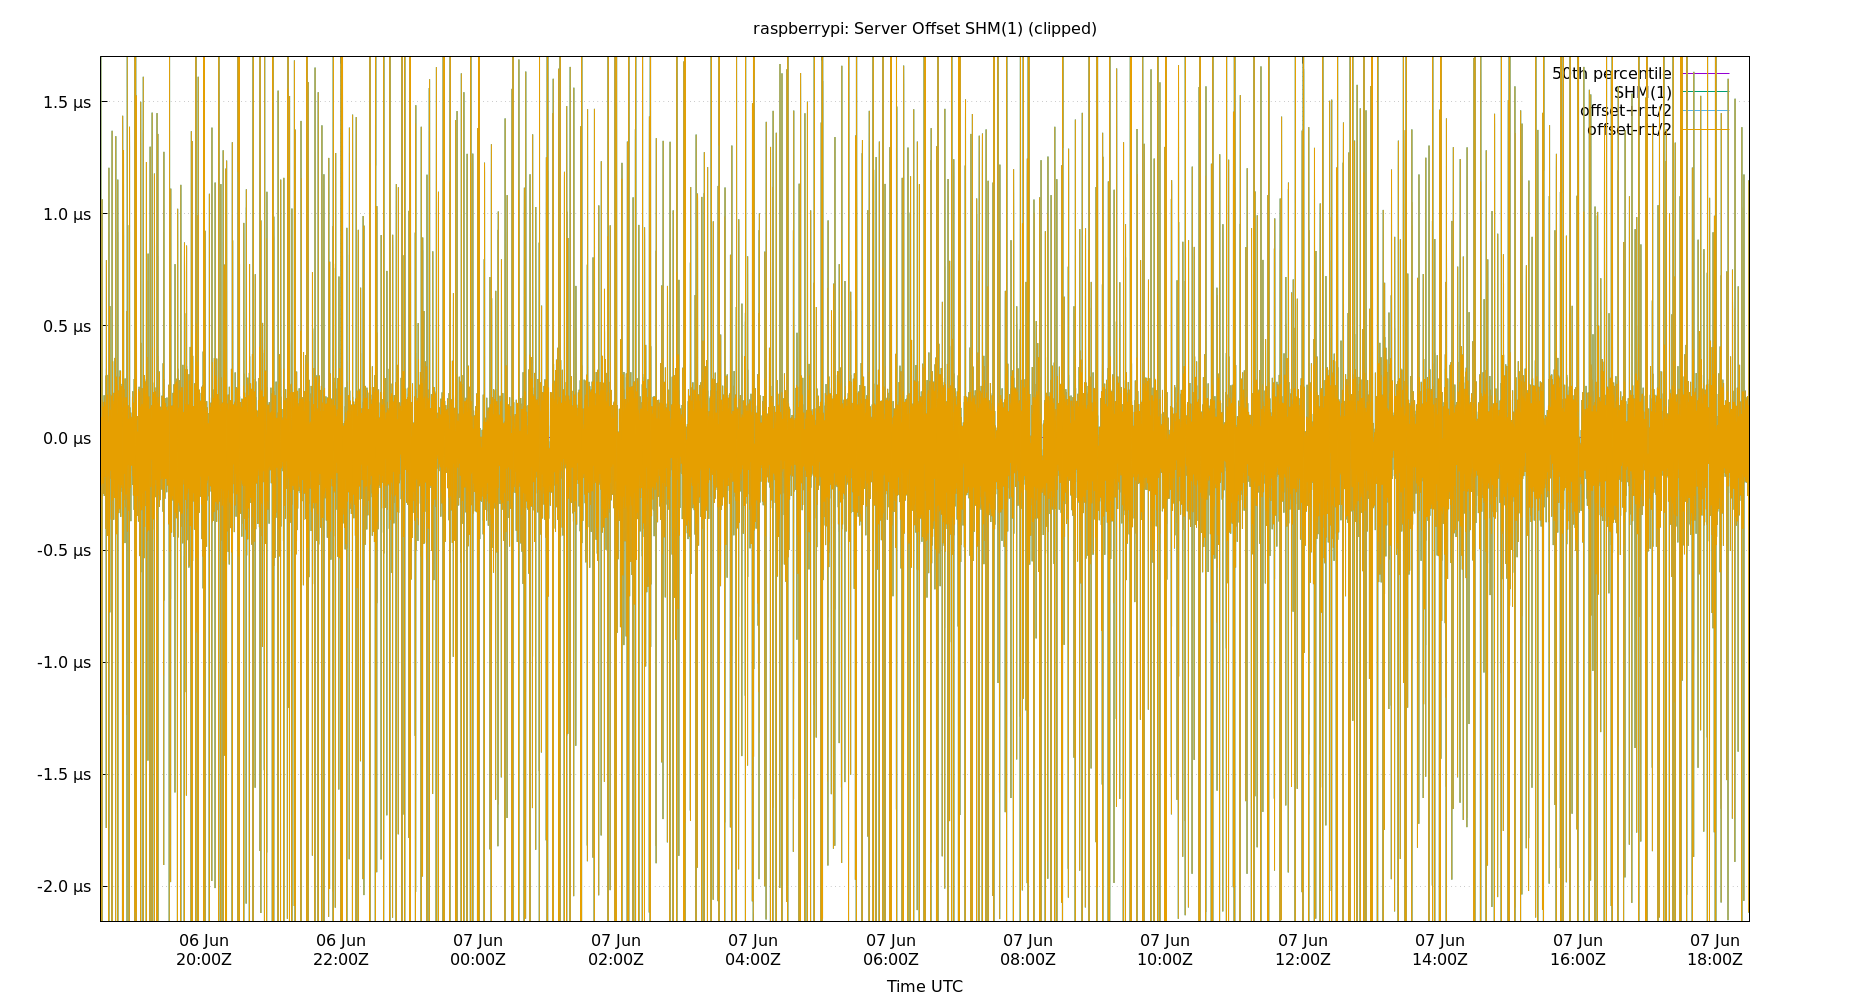 raspberrypi: Server Offset SHM(1) (clipped)
50th percentile
SHM(1)
offset+rtt/2
offset-rtt/2
1.5 µs
1.0 µs
0.5 µs
0.0 µs
-0.5 µs
-1.0 µs
-1.5 µs
-2.0 µs
06 Jun 06 Jun 07 Jun 07 Jun 07 Jun 07 Jun 07 Jun 07 Jun 07 Jun 07 Jun 07 Jun 07 Jun
20:00Z 22:00Z 00:00Z 02:00Z 04:00Z 06:00Z 08:00Z 10:00Z 12:00Z 14:00Z 16:00Z 18:00Z
Time UTC